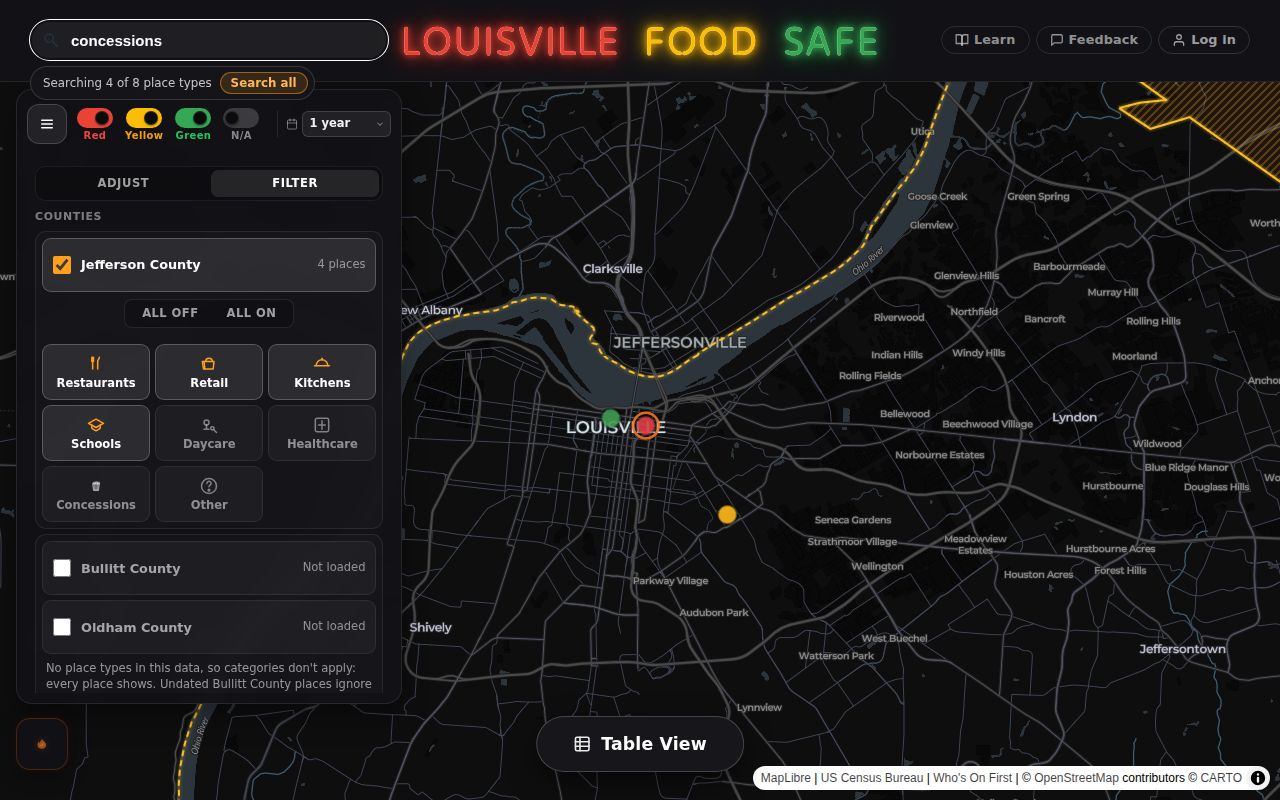 concessions
LOUISVILLE FOOD SAFE
Learn
Feedback
Log In
Searching 4 of 8 place types
Search all
Red
Yellow
Green
N/A
1 year
ADJUST
FILTER
COUNTIES
Jefferson County
4 places
ALL OFF
ALL ON
Restaurants
Retail
Kitchens
Schools
Daycare
Healthcare
Concessions
Other
Bullitt County
Not loaded
Oldham County
Not loaded
No place types in this data, so categories don't apply:
every place shows. Undated Bullitt County places ignore
Utica
Goose Creek
Green Spring
Glenview
Worth
Ohio River
Clarksville
Glenview Hills
Barbourmeade
Murray Hill
wn
ew Albany
Riverwood
Northfield
Bancroft
Rolling Hills
JEFFERSONVILLE
Indian Hills
Windy Hills
Moorland
Rolling Fields
Anchor
Bellewood
Beechwood Village
Lyndon
LOUISVILLE
Wildwood
Norbourne Estates
Blue Ridge Manor
Hurstbourne
Douglass Hills
Wo
Seneca Gardens
Strathmoor Village
Meadowview
Estates
Hurstbourne Acres
Wellington
Houston Acres
Forest Hills
Parkway Village
Audubon Park
Shively
West Buechel
Watterson Park
Jeffersontown
Lynnview
Ohio River
Table View
MapLibre | US Census Bureau | Who's On First | © OpenStreetMap contributors © CARTO